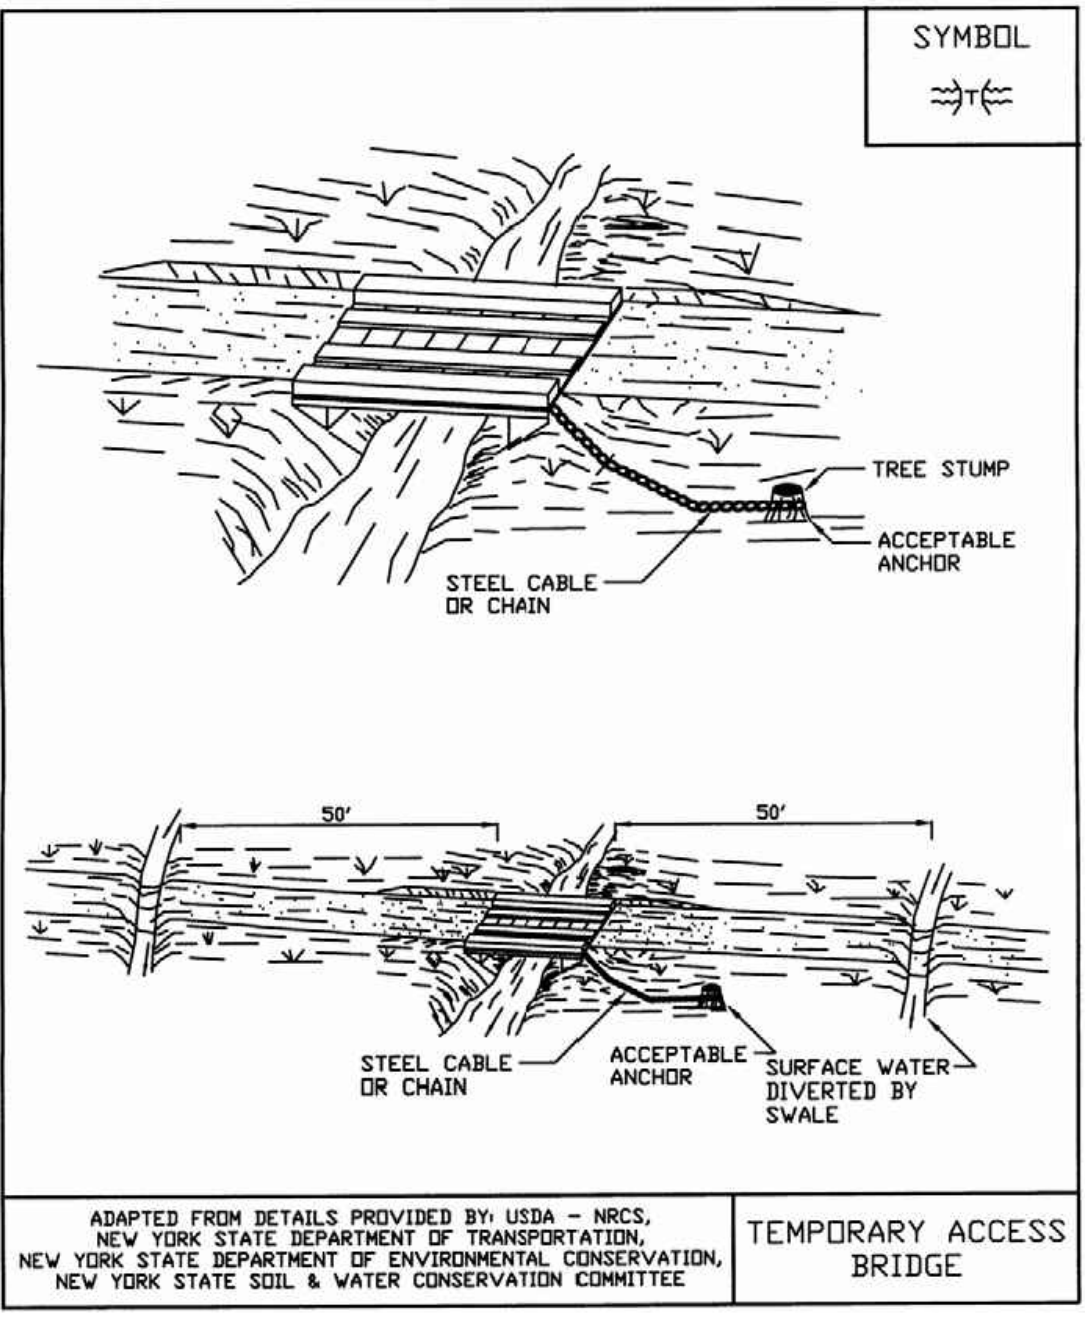 SYMBOL
T
TREE STUMP
ACCEPTABLE
ANCHOR
STEEL CABLE
OR CHAIN
50'
50'
STEEL CABLE
OR CHAIN
ACCEPTABLE
ANCHOR
SURFACE WATER
DIVERTED BY
SWALE
ADAPTED FROM DETAILS PROVIDED BY: USDA - NRCS,
NEW YORK STATE DEPARTMENT OF TRANSPORTATION,
NEW YORK STATE DEPARTMENT OF ENVIRONMENTAL CONSERVATION,
NEW YORK STATE SOIL & WATER CONSERVATION COMMITTEE
TEMPORARY ACCESS
BRIDGE